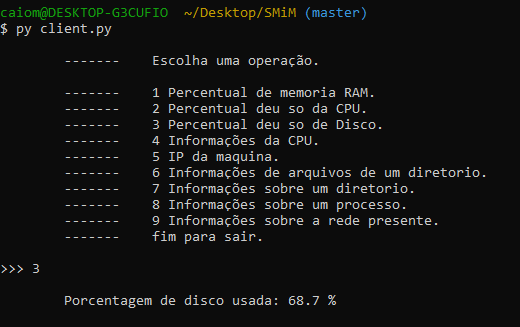 caiom@DESKTOP-G3CUFIO ~/Desktop/SMiM (master)
$ py client.py
------- Escolha uma operação.
------- 1 Percentual de memoria RAM.
------- 2 Percentual deu so da CPU.
------- 3 Percentual deu so de Disco.
------- 4 Informações da CPU.
------- 5 IP da maquina.
------- 6 Informações de arquivos de um diretorio.
------- 7 Informações sobre um diretorio.
------- 8 Informações sobre um processo.
------- 9 Informações sobre a rede presente.
------- fim para sair.
>>> 3
Porcentagem de disco usada: 68.7 %